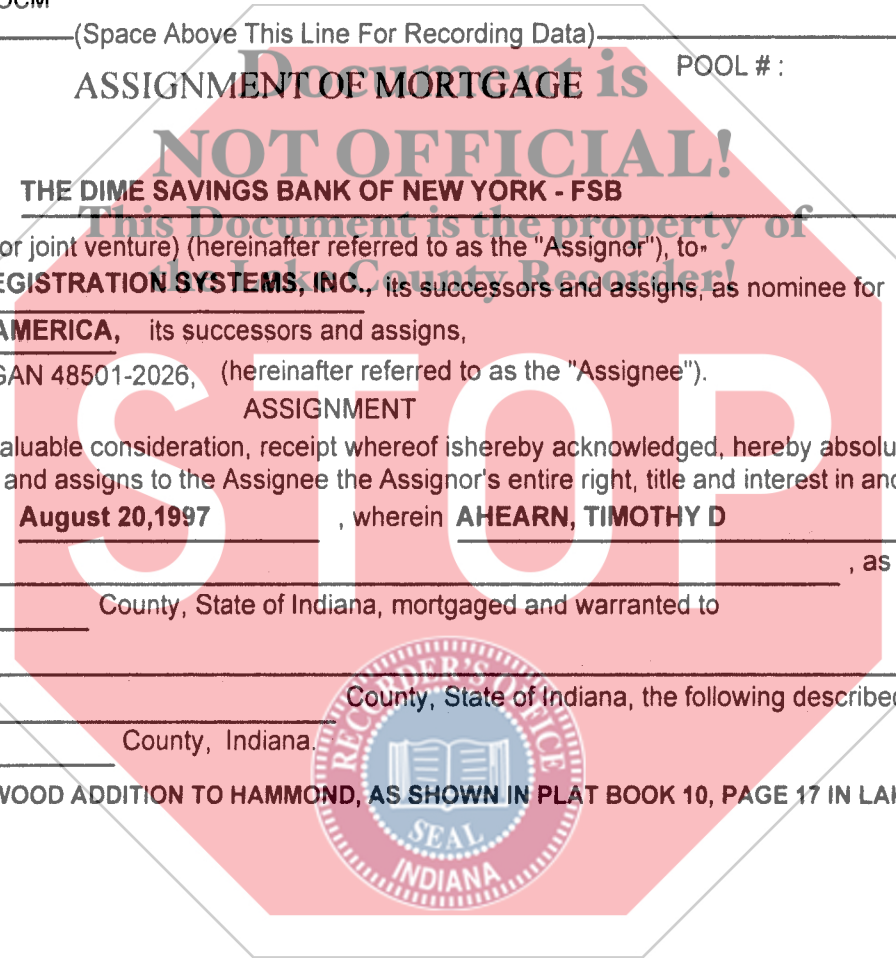 (Space Above This Line For Recording Data)
ASSIGNMENT OF MORTGAGE
POOL # :
Document is
NOT OFFICIAL!
THE DIME SAVINGS BANK OF NEW YORK - FSB
This Document is the property of
or joint venture) (hereinafter referred to as the "Assignor"), to
the Lake County Recorder!
EGISTRATION SYSTEMS, INC., its successors and assigns, as nominee for
AMERICA, its successors and assigns,
GAN 48501-2026, (hereinafter referred to as the "Assignee").
ASSIGNMENT
aluable consideration, receipt whereof ishereby acknowledged, hereby absolu
and assigns to the Assignee the Assignor's entire right, title and interest in and
August 20,1997 , wherein AHEARN, TIMOTHY D
, as
County, State of Indiana, mortgaged and warranted to
County, State of Indiana, the following described
County, Indiana.
WOOD ADDITION TO HAMMOND, AS SHOWN IN PLAT BOOK 10, PAGE 17 IN LAK
STOP
RECORDER'S OFFICE
SEAL
INDIANA